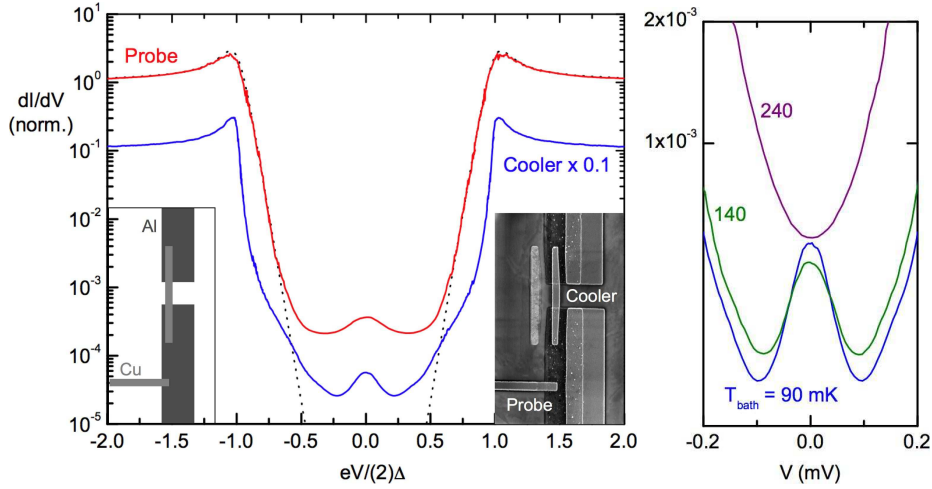 Probe
dI/dV
(norm.)
Cooler x 0.1
Al
Cu
Cooler
Probe
10^1
10^0
10^-1
10^-2
10^-3
10^-4
10^-5
-2.0 -1.5 -1.0 -0.5 0.0 0.5 1.0 1.5 2.0
eV/(2)Δ
2x10^-3
1x10^-3
240
140
T_bath = 90 mK
-0.2 0.0 0.2
V (mV)